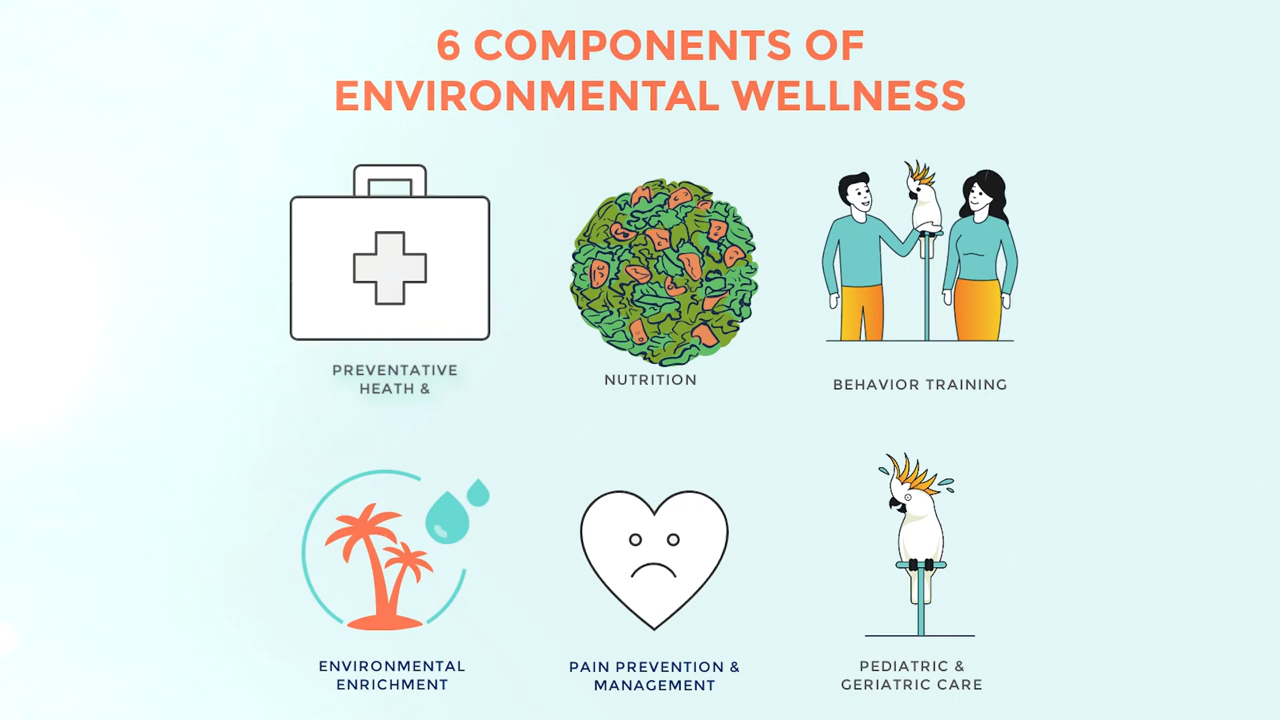 6 COMPONENTS OF
ENVIRONMENTAL WELLNESS
PREVENTATIVE
HEATH &
NUTRITION
BEHAVIOR TRAINING
ENVIRONMENTAL
ENRICHMENT
PAIN PREVENTION &
MANAGEMENT
PEDIATRIC &
GERIATRIC CARE